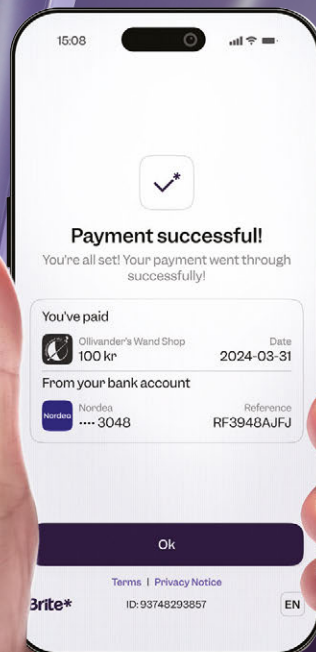 15:08
Payment successful!
You're all set! Your payment went through
successfully!
You've paid
Ollivander's Wand Shop
Date
100 kr
2024-03-31
From your bank account
Nordea
Nordea
Reference
•••• 3048
RF3948AJFJ
Ok
Terms | Privacy Notice
Brite*
ID: 93748293857
EN